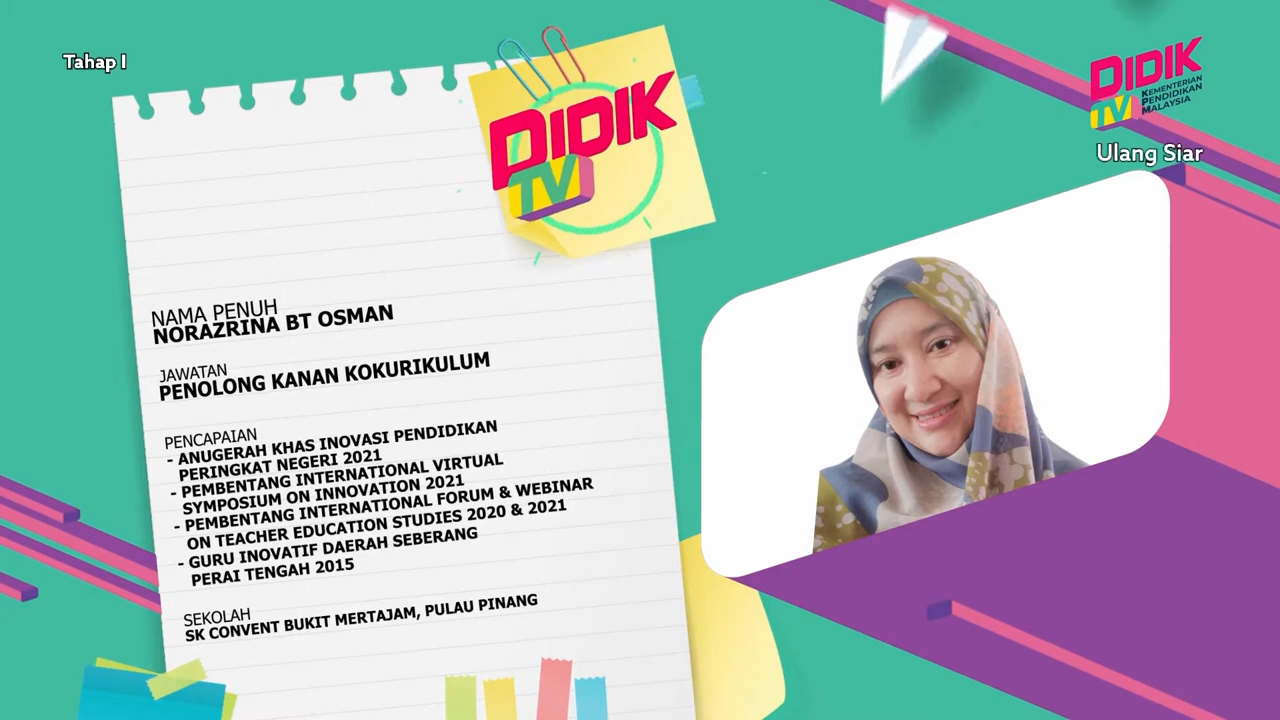 Tahap I
DIDIK
TV
DIDIK
TV
KEMENTERIAN
PENDIDIKAN
MALAYSIA
Ulang Siar
NAMA PENUH
NORAZRINA BT OSMAN
JAWATAN
PENOLONG KANAN KOKURIKULUM
PENCAPAIAN
- ANUGERAH KHAS INOVASI PENDIDIKAN
PERINGKAT NEGERI 2021
- PEMBENTANG INTERNATIONAL VIRTUAL
SYMPOSIUM ON INNOVATION 2021
- PEMBENTANG INTERNATIONAL FORUM & WEBINAR
ON TEACHER EDUCATION STUDIES 2020 & 2021
- GURU INOVATIF DAERAH SEBERANG
PERAI TENGAH 2015
SEKOLAH
SK CONVENT BUKIT MERTAJAM, PULAU PINANG